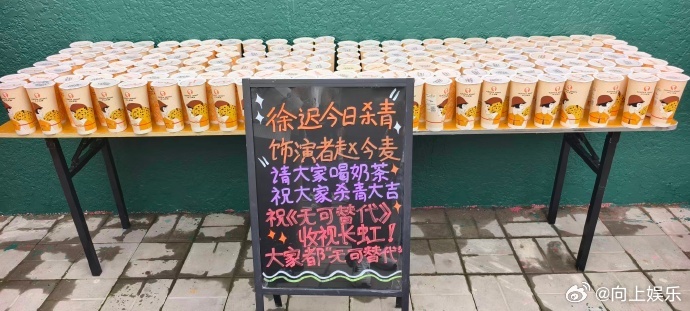 徐迟今日杀青
饰演者赵今麦
请大家喝奶茶
祝大家杀青大吉
祝《无可替代》
收视长虹！
大家都"无可替代"
@向上娱乐